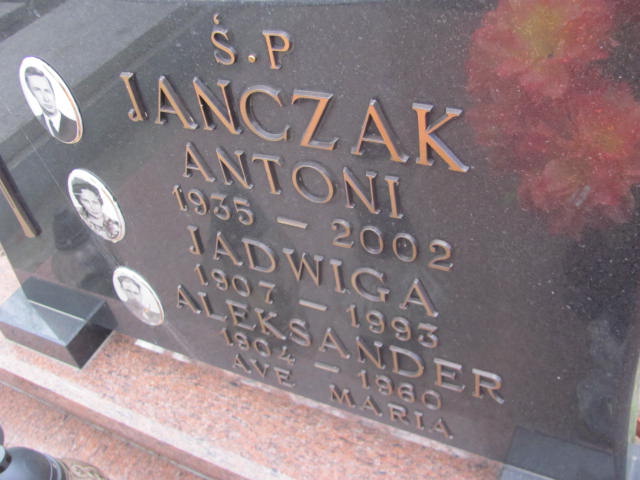 Ś.P
JANCZAK
ANTONI
1935 – 2002
JADWIGA
1907 – 1993
ALEKSANDER
1904 – 1960
AVE MARIA